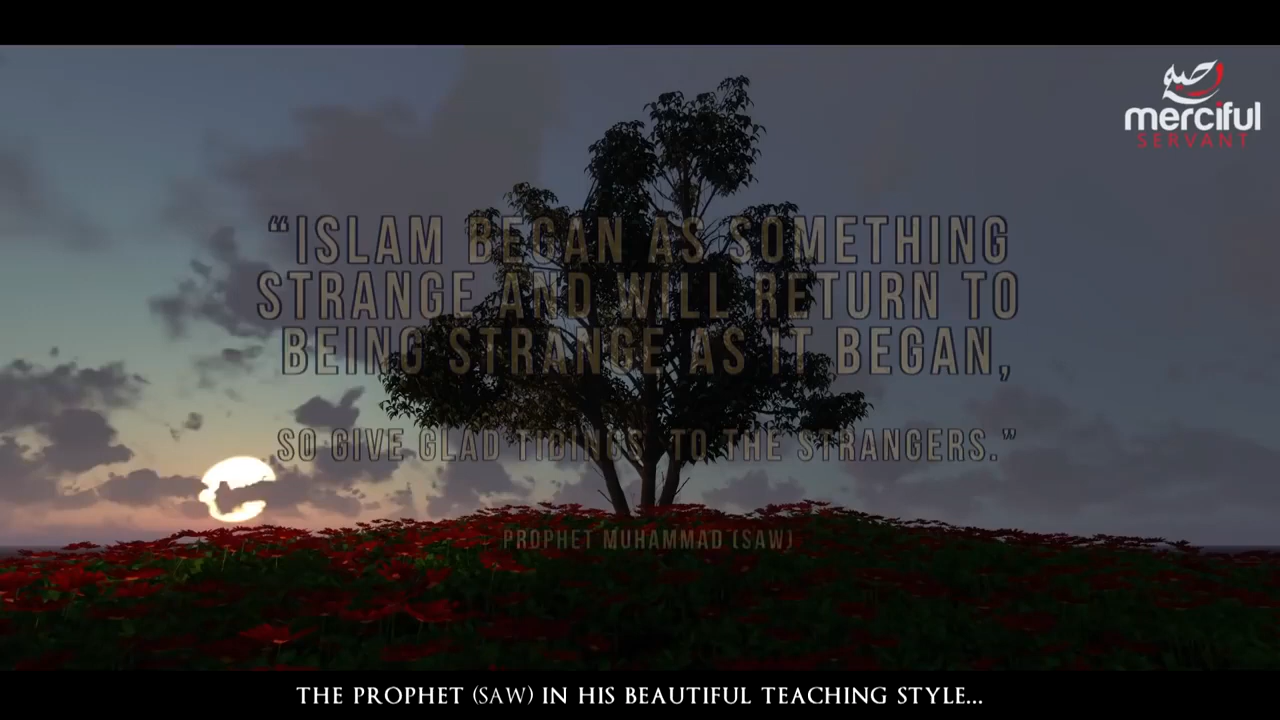 merciful
SERVANT
“ISLAM BEGAN AS SOMETHING
STRANGE AND WILL RETURN TO
BEING STRANGE AS IT BEGAN,
SO GIVE GLAD TIDINGS TO THE STRANGERS.”
PROPHET MUHAMMAD (SAW)
THE PROPHET (SAW) IN HIS BEAUTIFUL TEACHING STYLE...